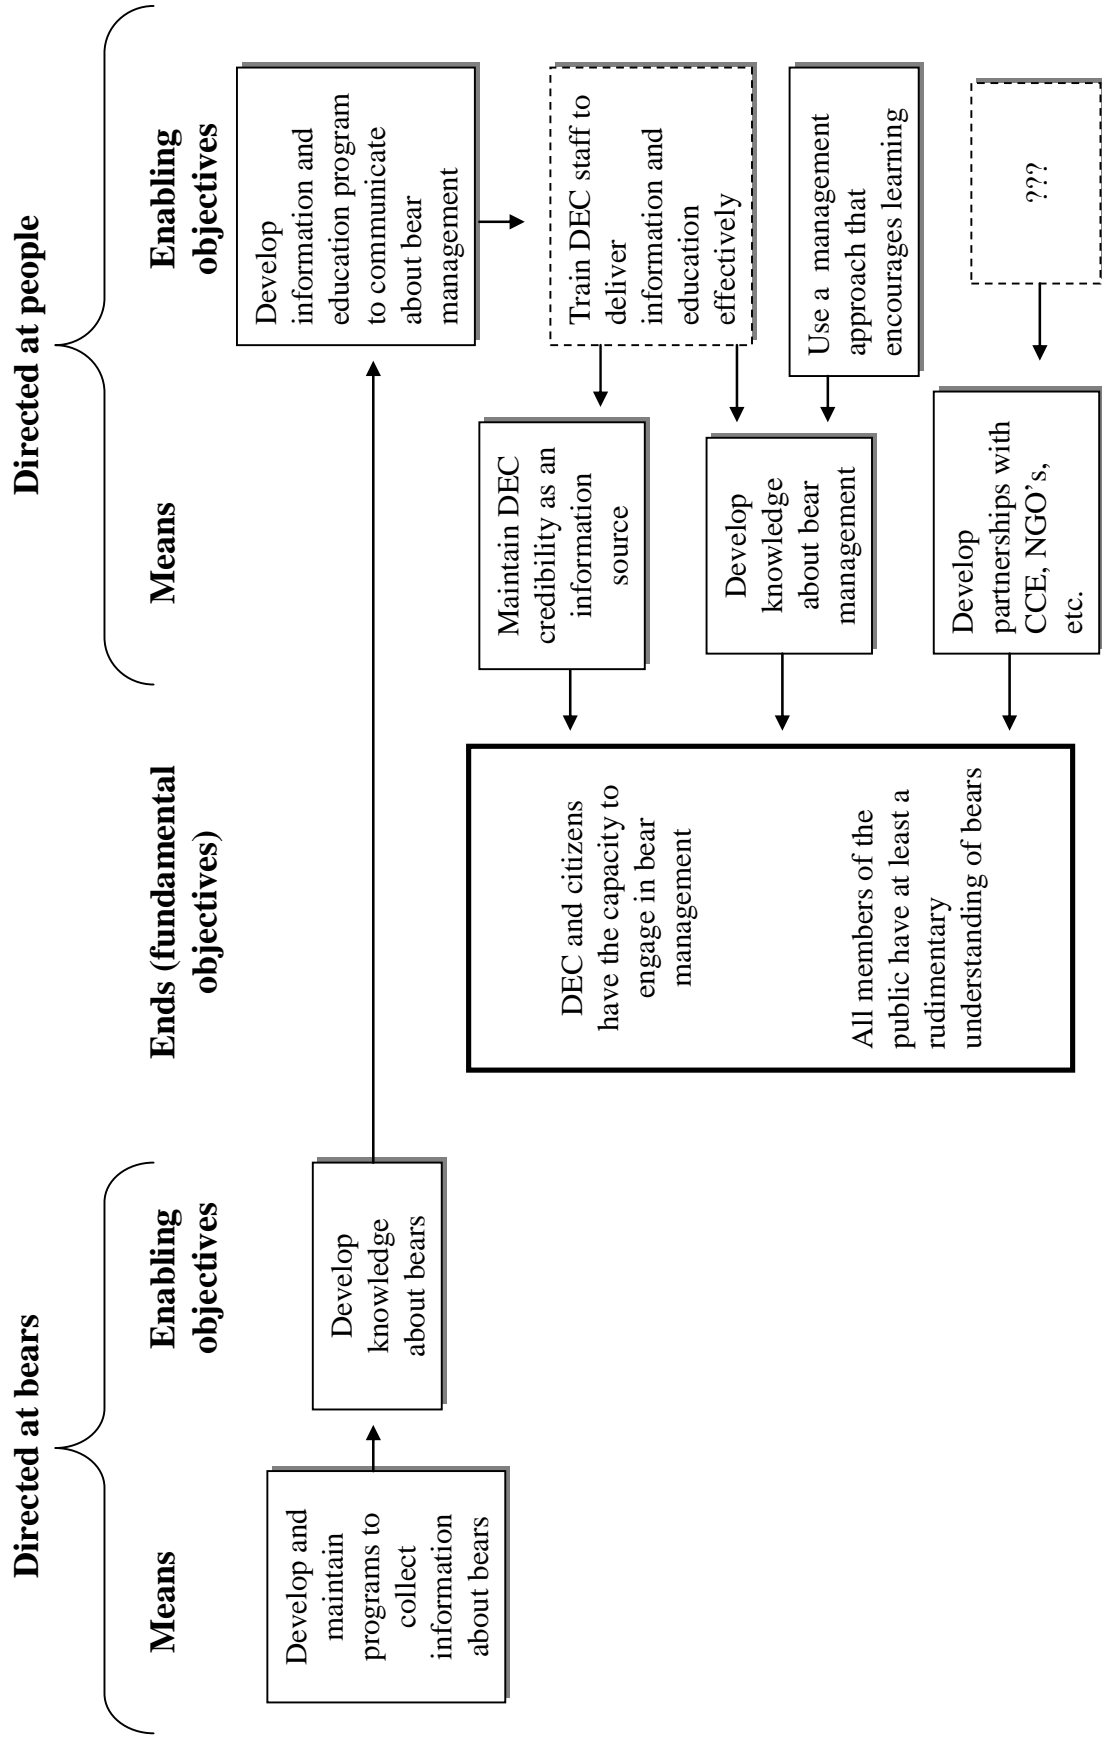 Directed at bears
Directed at people
Means
Enabling
objectives
Ends (fundamental
objectives)
Means
Enabling
objectives
Develop and
maintain
programs to
collect
information
about bears
Develop
knowledge
about bears
Develop
information and
education program
to communicate
about bear
management
DEC and citizens
have the capacity to
engage in bear
management
All members of the
public have at least a
rudimentary
understanding of bears
Maintain DEC
credibility as an
information
source
Train DEC staff to
deliver
information and
education
effectively
Develop
knowledge
about bear
management
Use a management
approach that
encourages learning
Develop
partnerships with
CCE, NGO's,
etc.
???